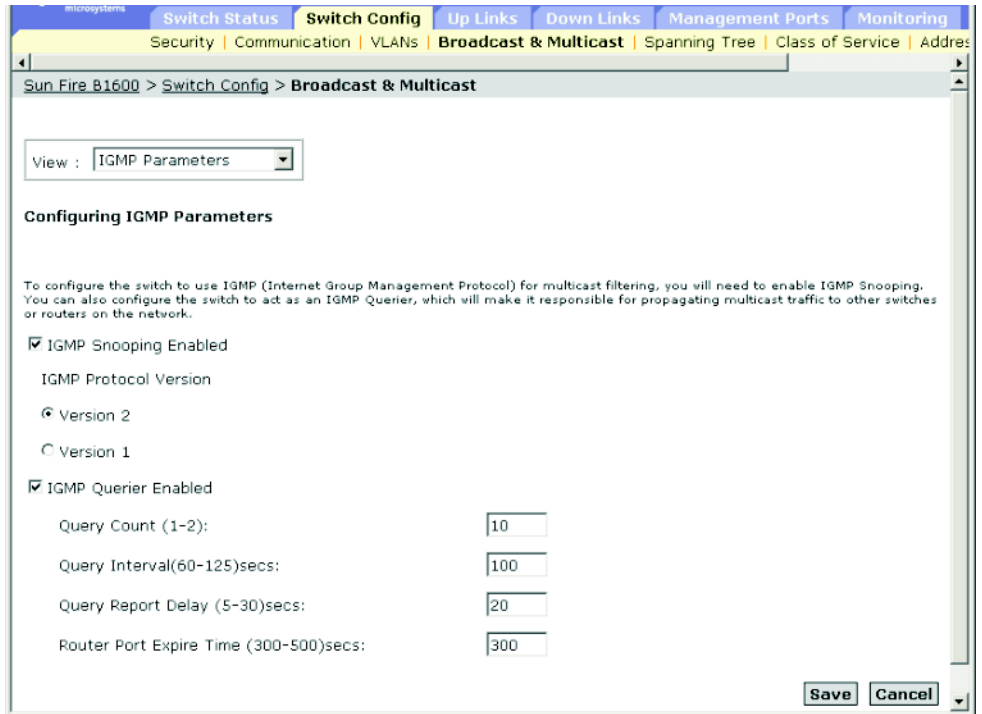 microsystems
Switch Status Switch Config Up Links Down Links Management Ports Monitoring
Security | Communication | VLANs | Broadcast & Multicast | Spanning Tree | Class of Service | Addres
Sun Fire B1600 > Switch Config > Broadcast & Multicast
View : IGMP Parameters
Configuring IGMP Parameters
To configure the switch to use IGMP (Internet Group Management Protocol) for multicast filtering, you will need to enable IGMP Snooping.
You can also configure the switch to act as an IGMP Querier, which will make it responsible for propagating multicast traffic to other switches
or routers on the network.
IGMP Snooping Enabled
IGMP Protocol Version
Version 2
Version 1
IGMP Querier Enabled
Query Count (1-2): 10
Query Interval(60-125)secs: 100
Query Report Delay (5-30)secs: 20
Router Port Expire Time (300-500)secs: 300
Save Cancel